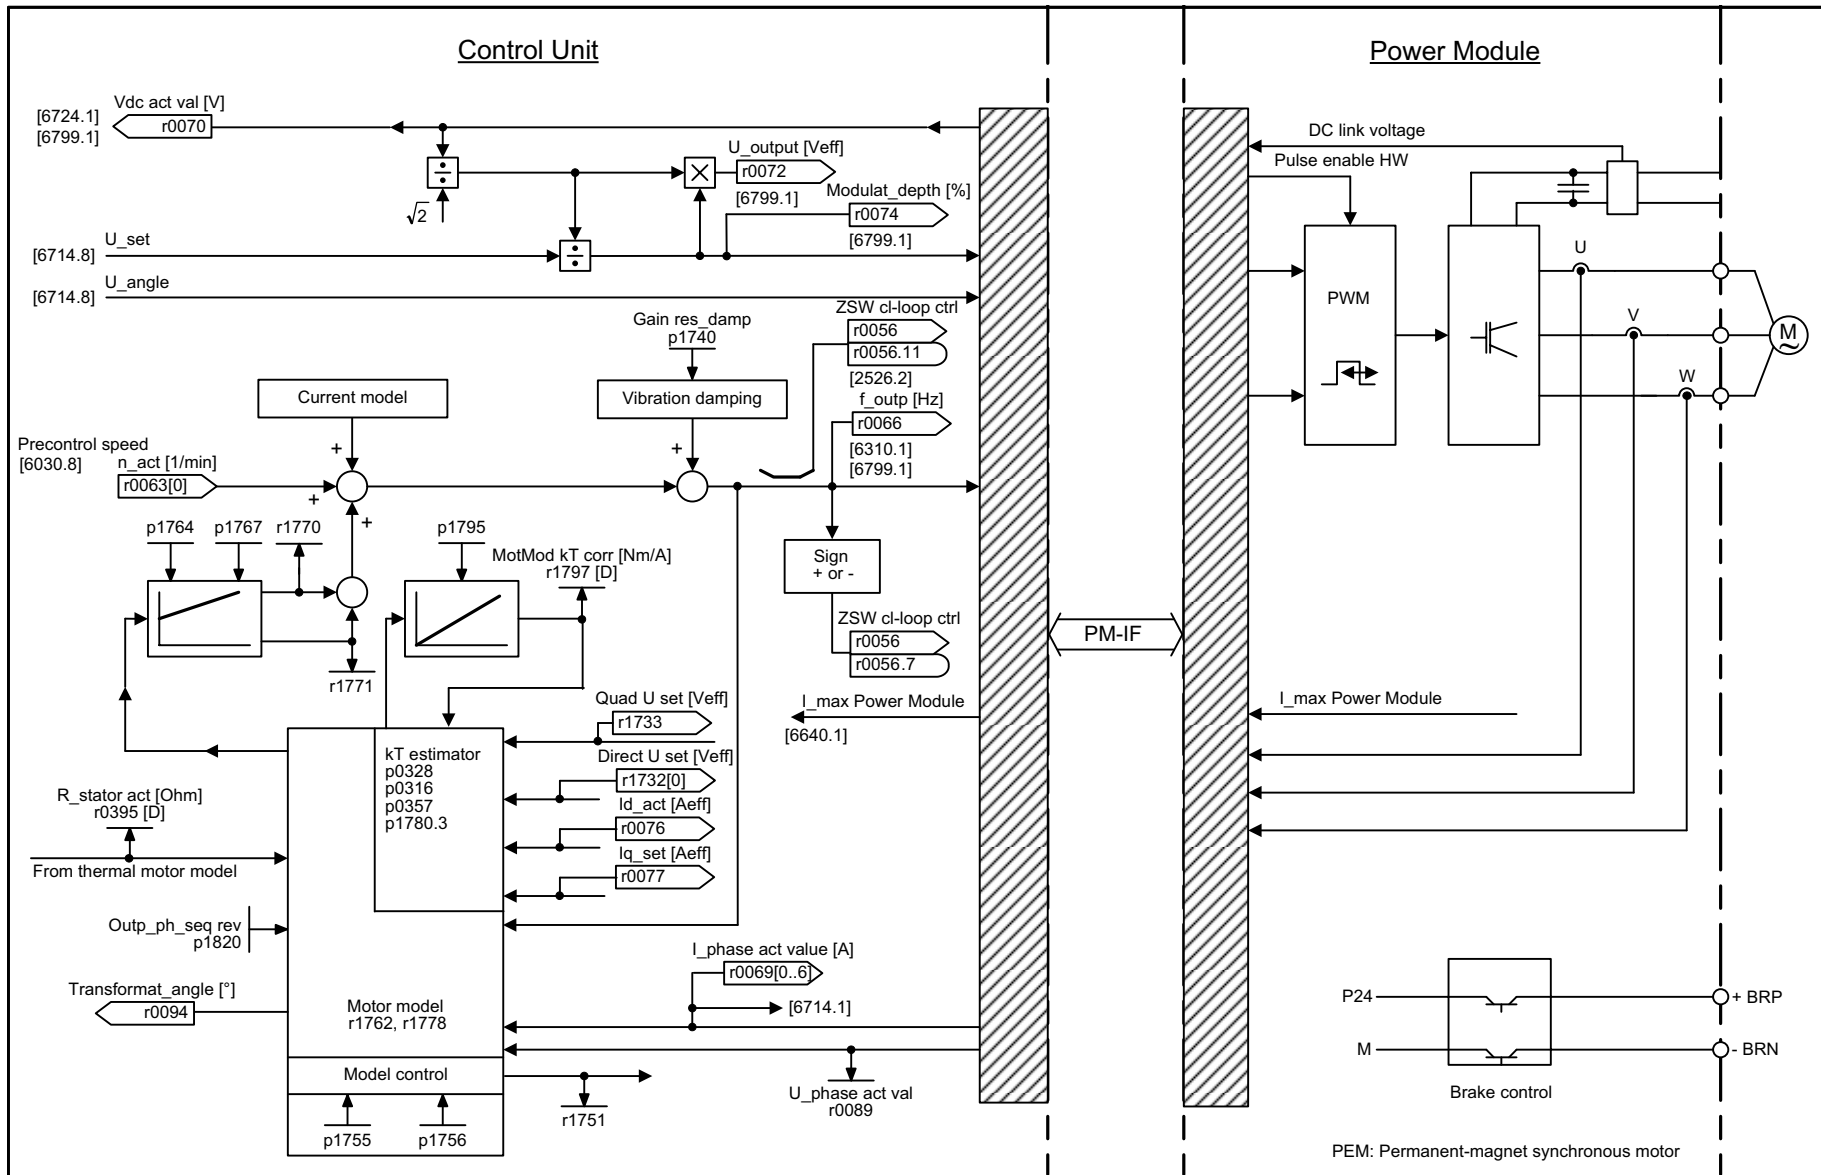 Control Unit
Power Module
[6724.1]
[6799.1]
Vdc act val [V]
r0070
DC link voltage
Pulse enable HW
√2
U_output [Veff]
r0072
[6799.1]
Modulat_depth [%]
r0074
[6799.1]
U_set
[6714.8]
U_angle
[6714.8]
U
PWM
V
M
~
W
Gain res_damp
p1740
ZSW cl-loop ctrl
r0056
r0056.11
[2526.2]
f_outp [Hz]
r0066
[6310.1]
[6799.1]
Current model
Vibration damping
+
+
Precontrol speed
[6030.8]
n_act [1/min]
r0063[0]
+
+
p1764
p1767
r1770
p1795
MotMod kT corr [Nm/A]
r1797 [D]
Sign
+ or -
ZSW cl-loop ctrl
r0056
r0056.7
PM-IF
r1771
Quad U set [Veff]
r1733
I_max Power Module
[6640.1]
I_max Power Module
kT estimator
p0328
p0316
p0357
p1780.3
Direct U set [Veff]
r1732[0]
Id_act [Aeff]
r0076
Iq_set [Aeff]
r0077
R_stator act [Ohm]
r0395 [D]
From thermal motor model
Outp_ph_seq rev
p1820
I_phase act value [A]
r0069[0..6]
[6714.1]
Transformat_angle [°]
r0094
Motor model
r1762, r1778
Model control
p1755
p1756
r1751
U_phase act val
r0089
P24
+ BRP
M
- BRN
Brake control
PEM: Permanent-magnet synchronous motor